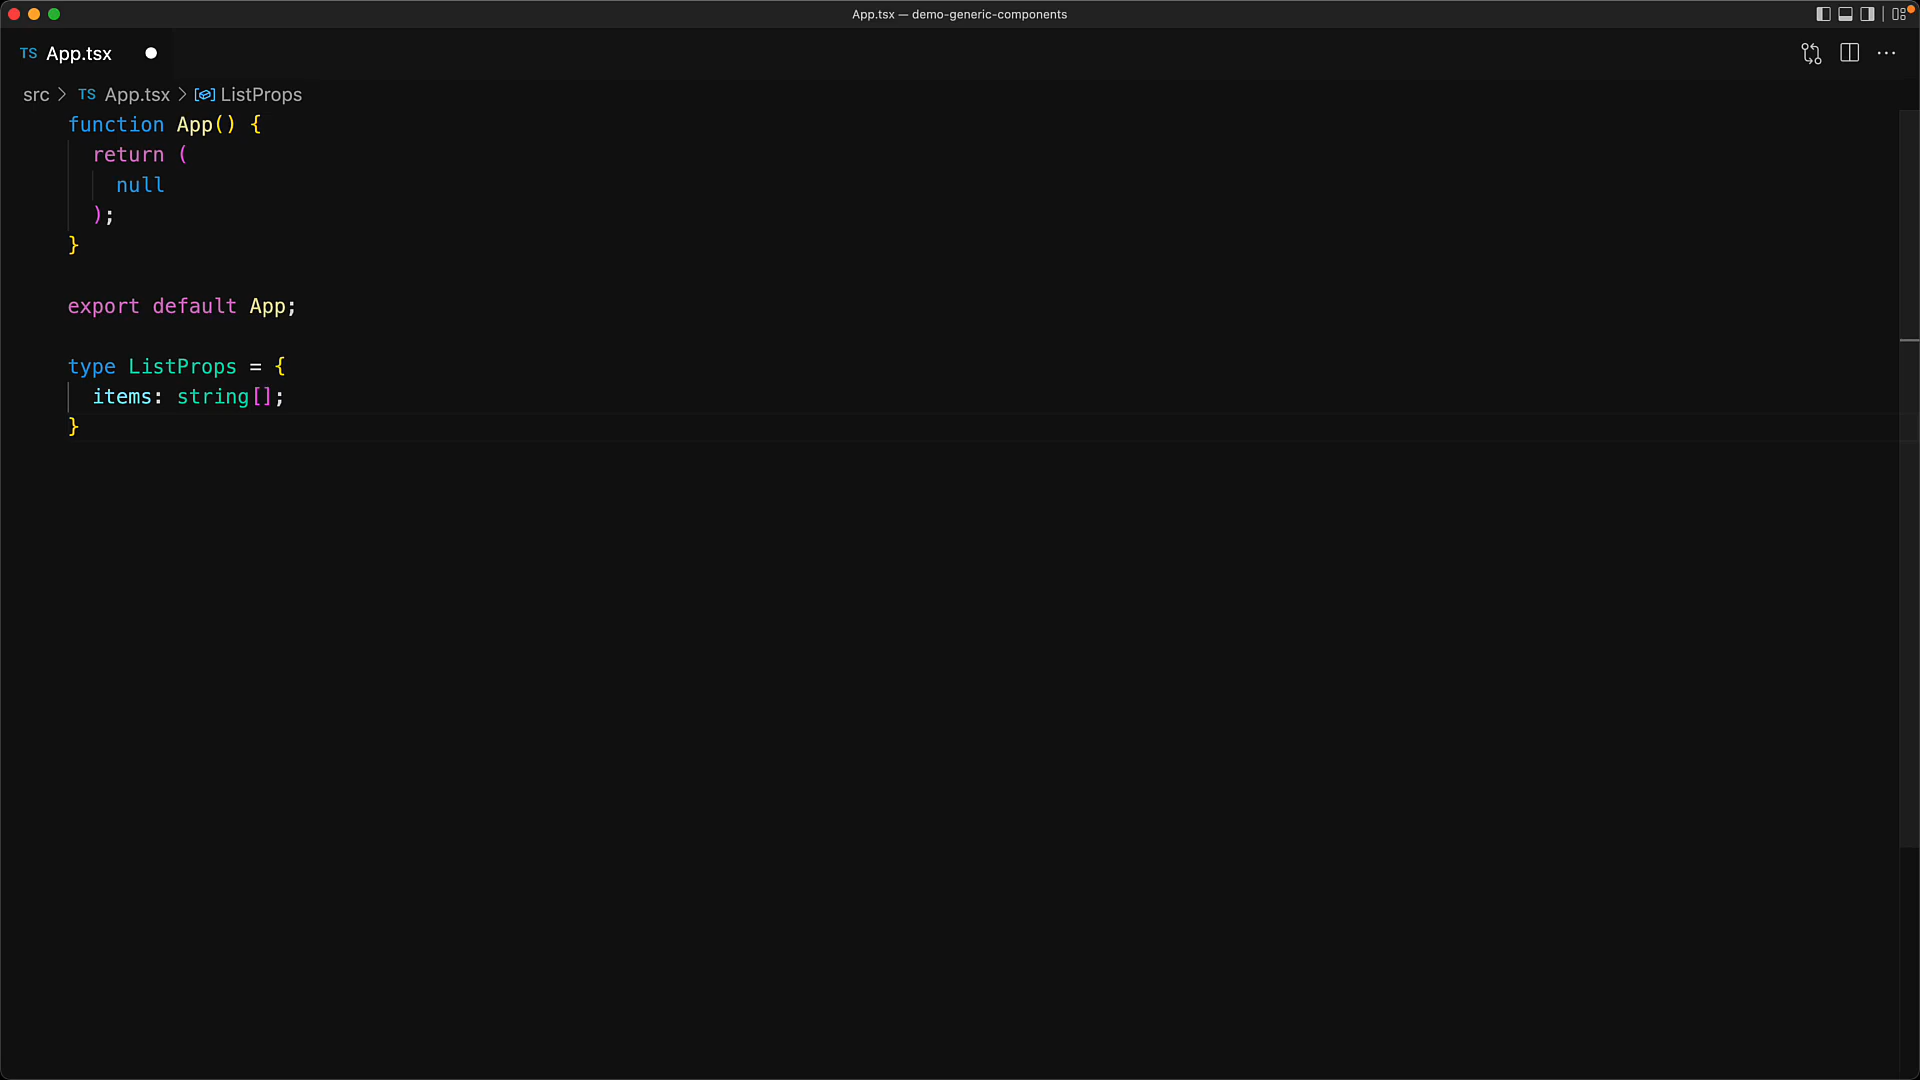 App.tsx — demo-generic-components
TS App.tsx
src > TS App.tsx > ListProps
function App() {
  return (
    null
  );
}
export default App;
type ListProps = {
  items: string[];
}